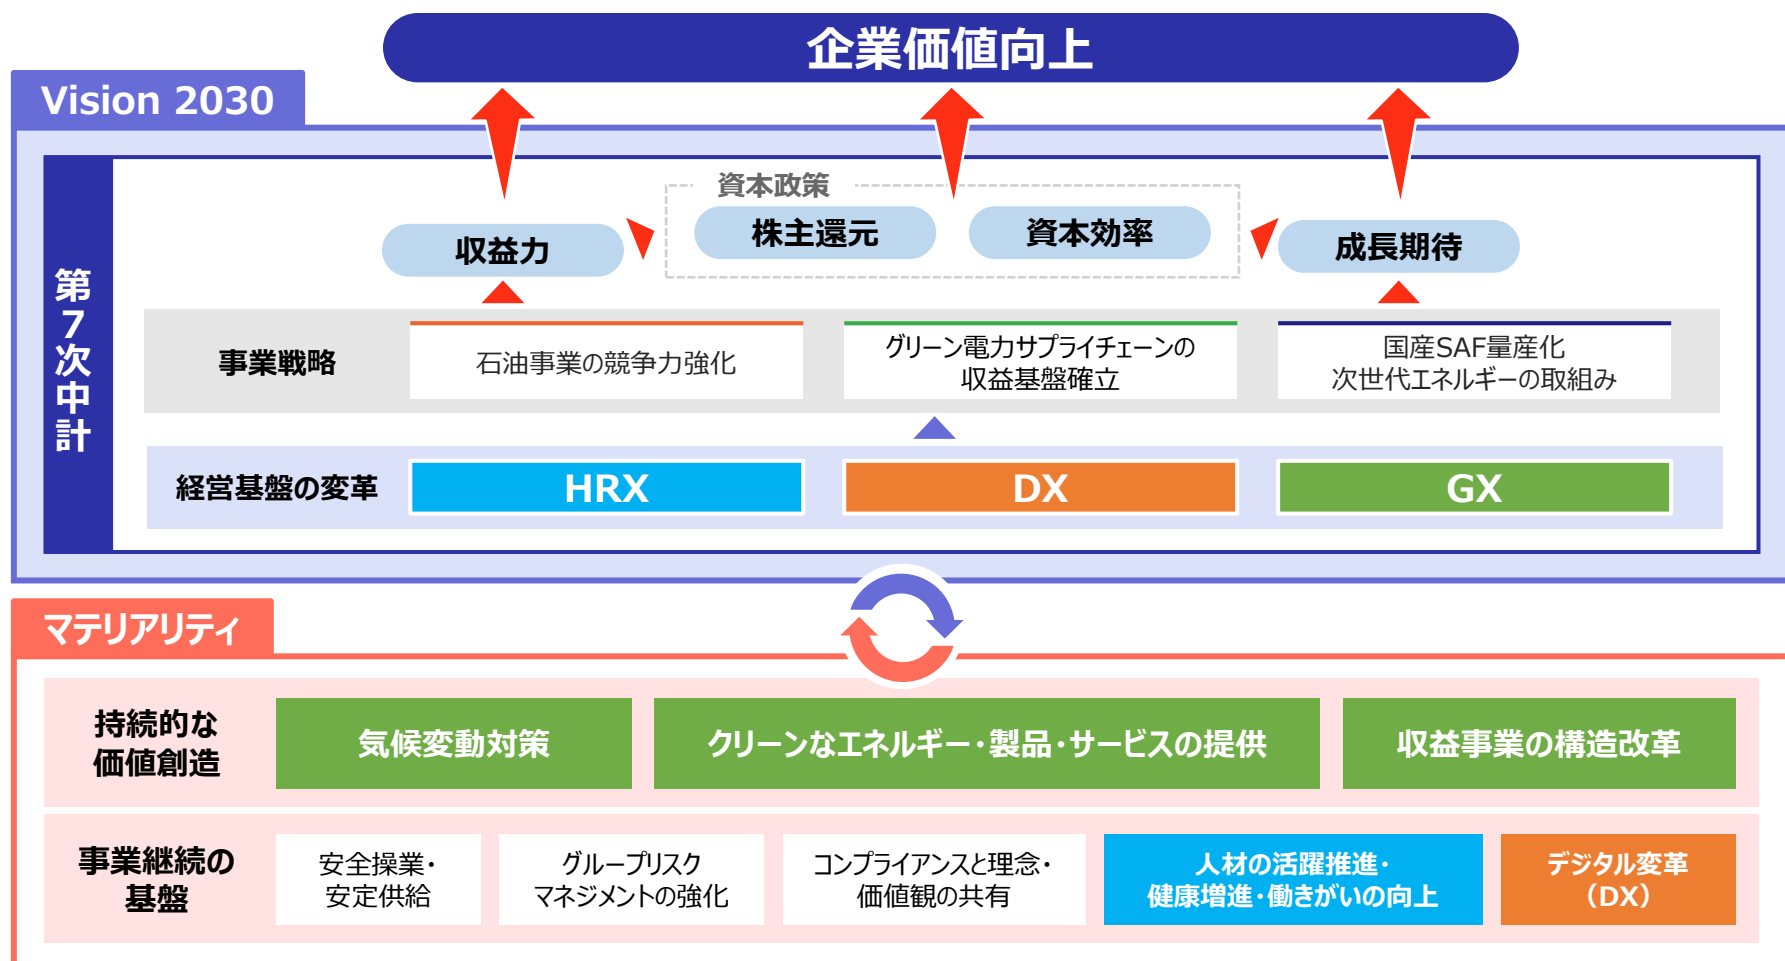 企業価値向上
Vision 2030
第7次中計
資本政策
収益力
株主還元
資本効率
成長期待
事業戦略
石油事業の競争力強化
グリーン電力サプライチェーンの
収益基盤確立
国産SAF量産化
次世代エネルギーの取組み
経営基盤の変革
HRX
DX
GX
マテリアリティ
持続的な
価値創造
気候変動対策
クリーンなエネルギー・製品・サービスの提供
収益事業の構造改革
事業継続の
基盤
安全操業・
安定供給
グループリスク
マネジメントの強化
コンプライアンスと理念・
価値観の共有
人材の活躍推進・
健康増進・働きがいの向上
デジタル変革
（DX）